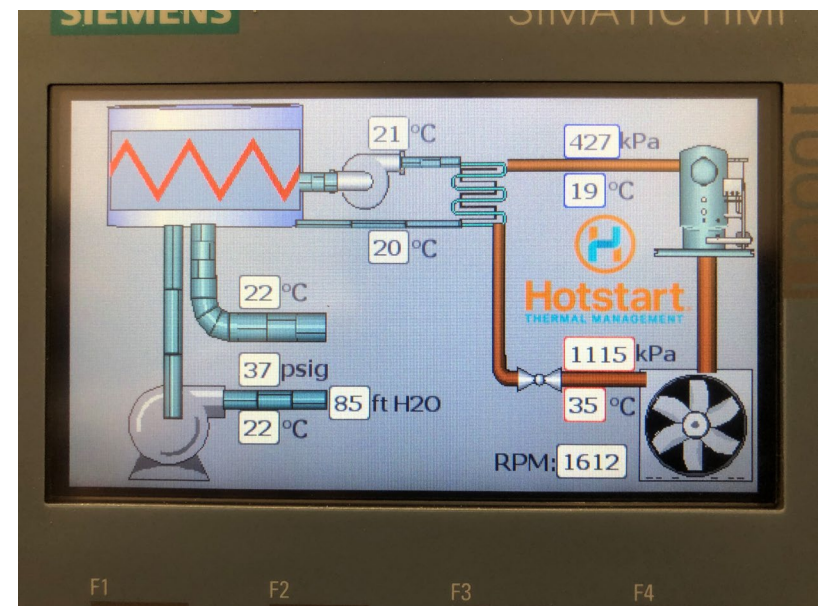 SIEMENS SIMATIC HMI
21 °C
427 kPa
19 °C
20 °C
Hotstart
THERMAL MANAGEMENT
22 °C
37 psig
1115 kPa
85 ft H2O
35 °C
22 °C
RPM: 1612
F1 F2 F3 F4